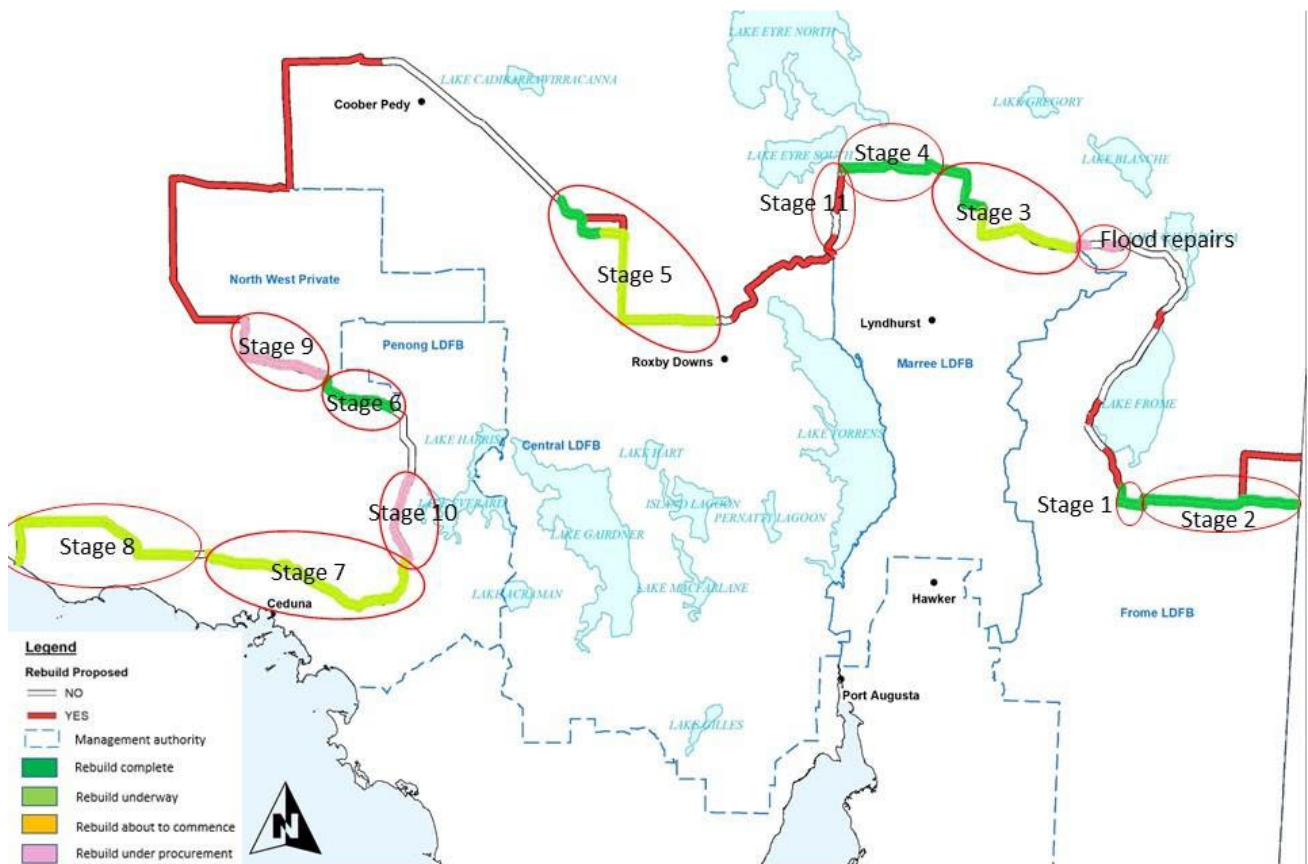 LAKE EYRE NORTH
LAKE CADIBARRAWIRRACANNA
Coober Pedy
LAKE GREGORY
LAKE EYRE SOUTH
Stage 4
LAKE BLANCHE
Stage 11
Stage 3
Flood repairs
Stage 5
North West Private
Stage 9
Penong LDFB
Lyndhurst
Roxby Downs
Marree LDFB
Stage 6
LAKE FROME
LAKE HARRIS
Central LDFB
LAKE HART
LAKE TORRENS
LAKE EVERARD
Stage 10
ISLAND LAGOON
PERNATTY LAGOON
Stage 1
Stage 2
Stage 8
Stage 7
LAKE GAIRDNER
LAKE MACFARLANE
LAKE ACRAMAN
Ceduna
Hawker
Frome LDFB
Port Augusta
LAKE GILLES
Legend
Rebuild Proposed
NO
YES
Management authority
Rebuild complete
Rebuild underway
Rebuild about to commence
Rebuild under procurement
N